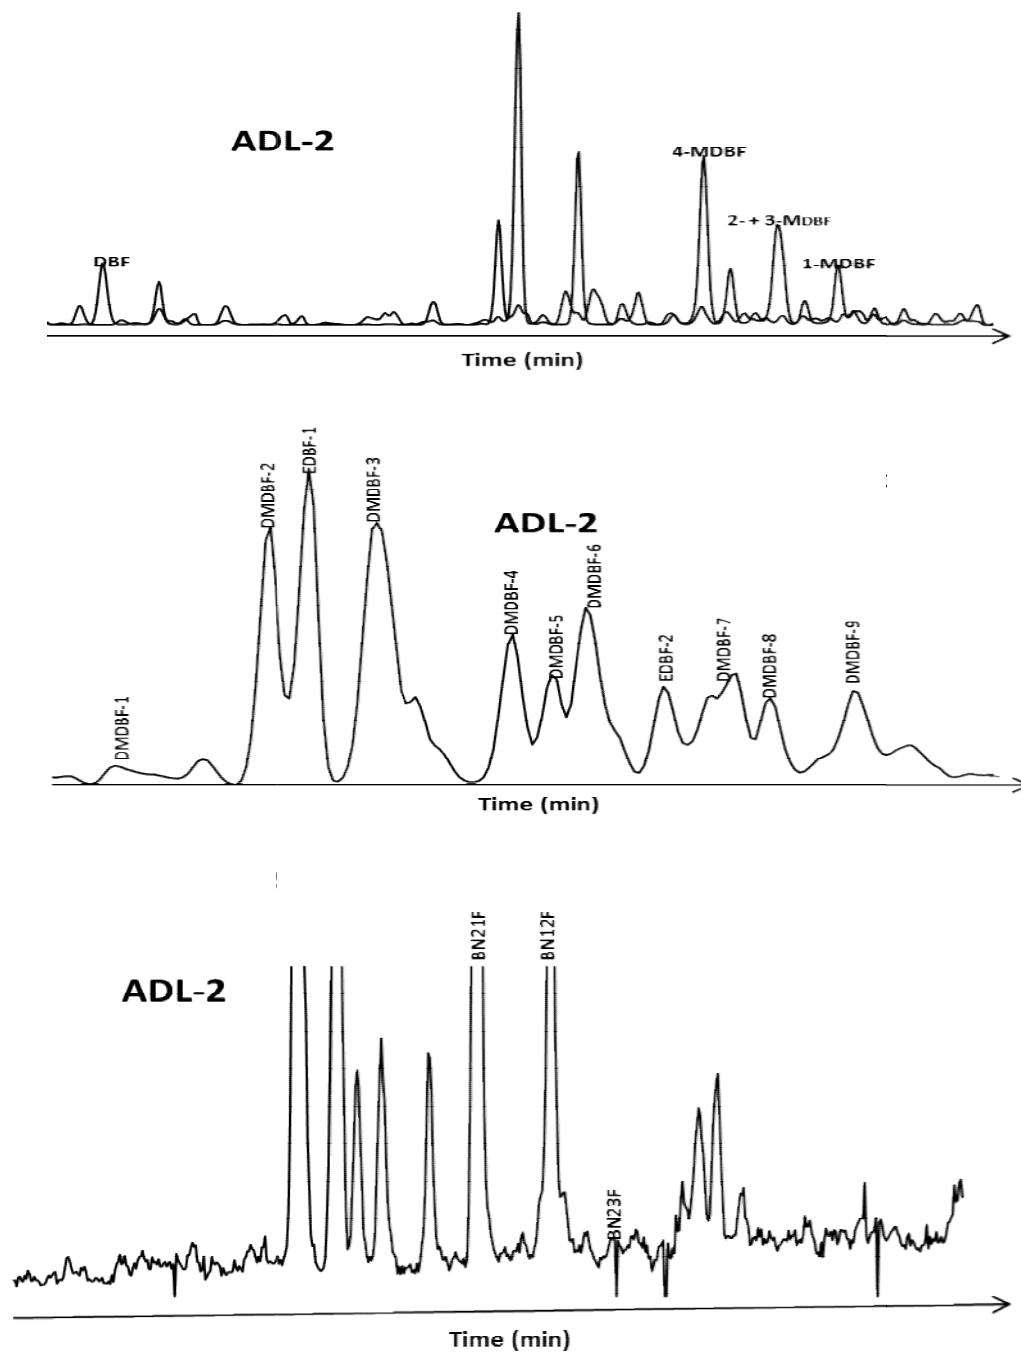 ADL-2
DBF
4-MDBF
2- + 3-MDBF
1-MDBF
Time (min)
DMDBF-1
DMDBF-2
EDBF-1
DMDBF-3
ADL-2
DMDBF-4
DMDBF-5
DMDBF-6
EDBF-2
DMDBF-7
DMDBF-8
DMDBF-9
Time (min)
ADL-2
BN21F
BN12F
BN23F
Time (min)